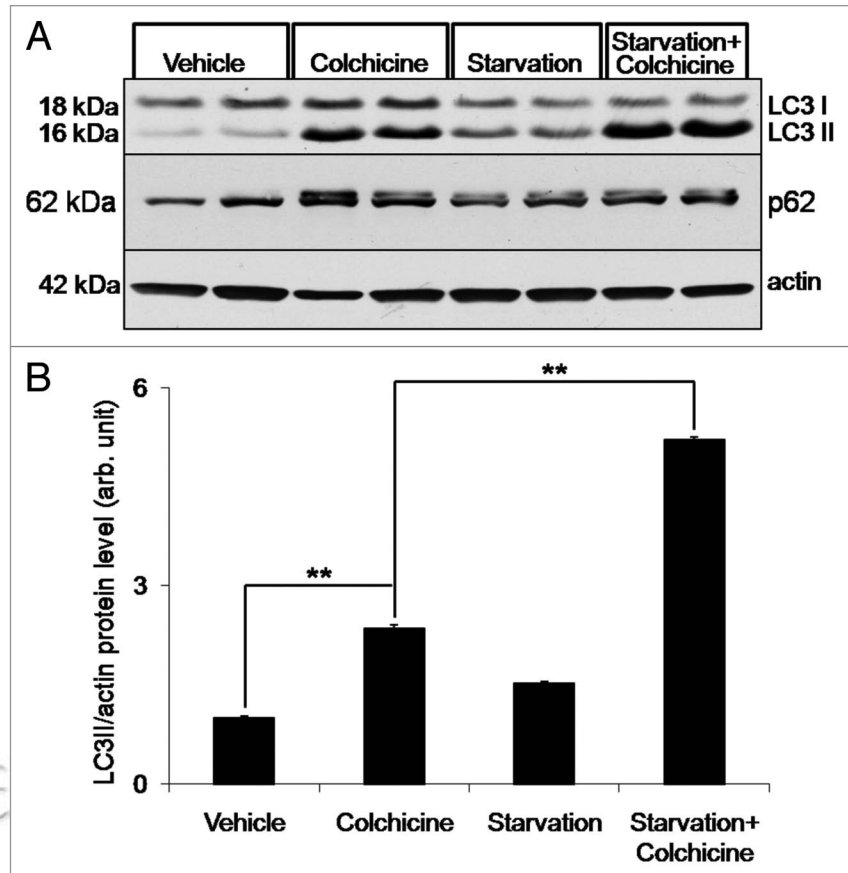 A
Vehicle Colchicine Starvation Starvation+
Colchicine
18 kDa LC3 I
16 kDa LC3 II
62 kDa p62
42 kDa actin
B
LC3II/actin protein level (arb. unit)
6
**
3
**
0
Vehicle Colchicine Starvation Starvation+
Colchicine